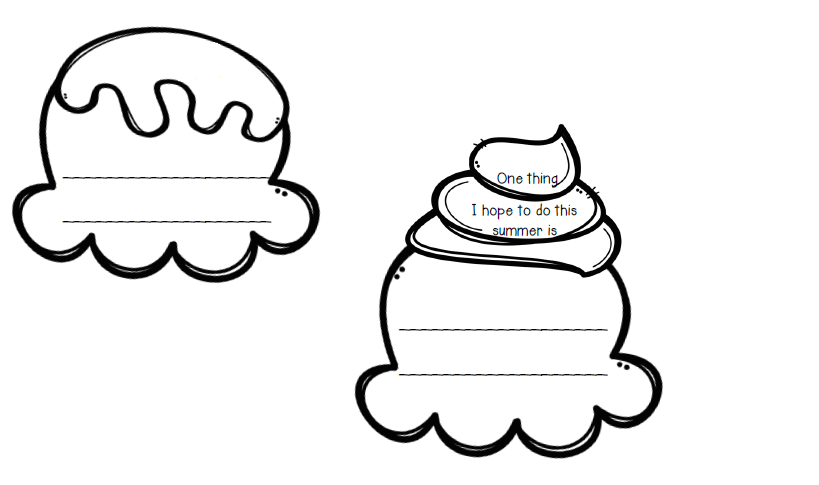 One thing
I hope to do this
summer is